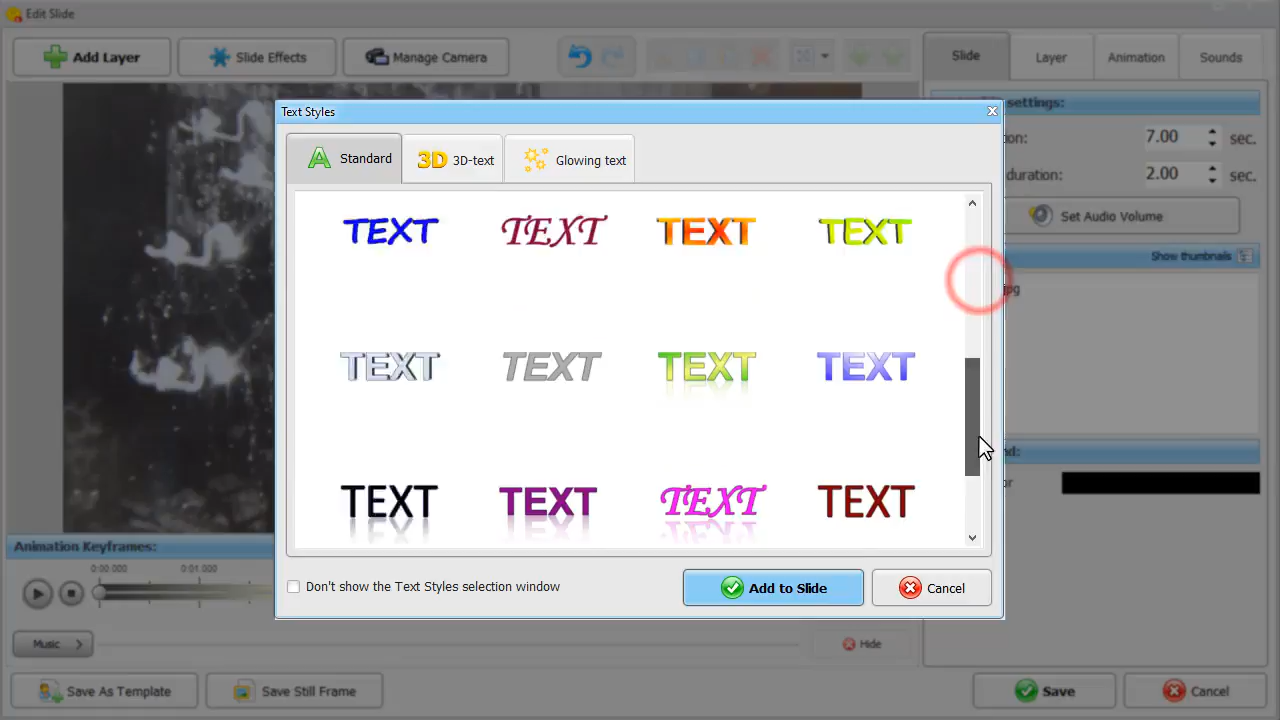 Edit Slide
Add Layer
Slide Effects
Manage Camera
Slide
Layer
Animation
Sounds
Text Styles
Standard
3D 3D-text
Glowing text
settings:
7.00 sec.
duration: 2.00 sec.
Set Audio Volume
Show thumbnails
jpg
TEXT TEXT TEXT TEXT
TEXT TEXT TEXT TEXT
TEXT TEXT TEXT TEXT
Don't show the Text Styles selection window
Add to Slide
Cancel
Animation Keyframes:
0:00.000 0:01.000
Music
Hide
Save As Template
Save Still Frame
Save
Cancel